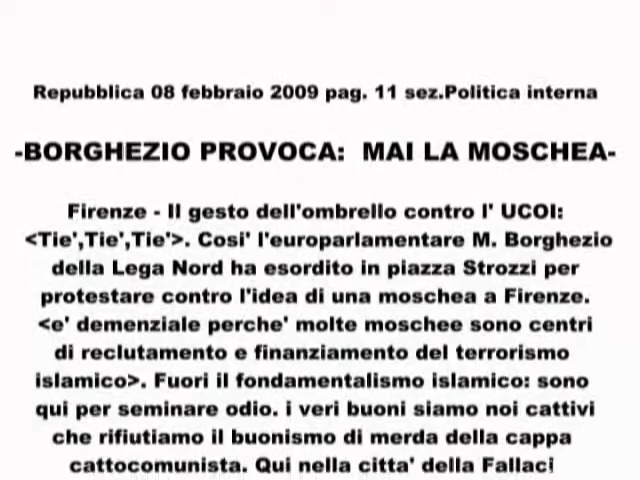 Repubblica 08 febbraio 2009 pag. 11 sez.Politica interna
-BORGHEZIO PROVOCA:  MAI LA MOSCHEA-
Firenze - Il gesto dell'ombrello contro l' UCOI:
<Tie',Tie',Tie'>. Cosi' l'europarlamentare M. Borghezio
della Lega Nord ha esordito in piazza Strozzi per
protestare contro l'idea di una moschea a Firenze.
<e' demenziale perche' molte moschee sono centri
di reclutamento e finanziamento del terrorismo
islamico>. Fuori il fondamentalismo islamico: sono
qui per seminare odio. i veri buoni siamo noi cattivi
che rifiutiamo il buonismo di merda della cappa
cattocomunista. Qui nella citta' della Fallaci